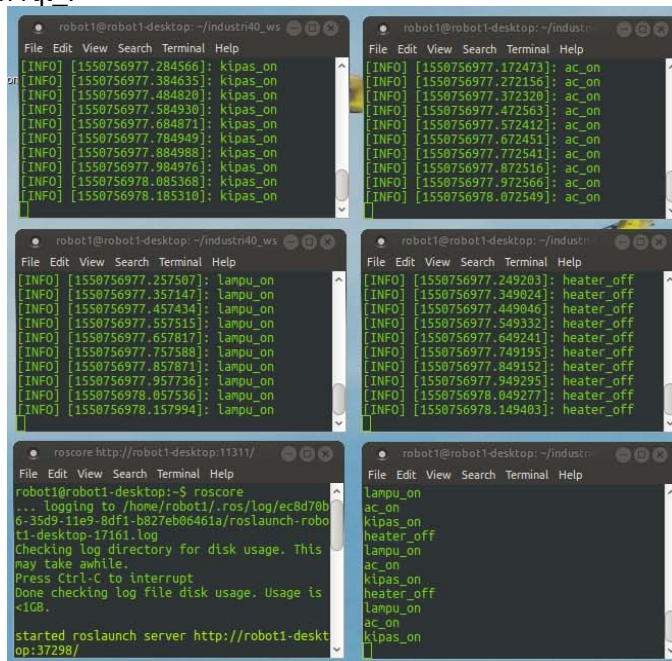 robot1@robot1-desktop: ~/industri40_ws
File Edit View Search Terminal Help
[INFO] [1550756977.284566]: kipas_on
[INFO] [1550756977.384635]: kipas_on
[INFO] [1550756977.484820]: kipas_on
[INFO] [1550756977.584930]: kipas_on
[INFO] [1550756977.684871]: kipas_on
[INFO] [1550756977.784949]: kipas_on
[INFO] [1550756977.884988]: kipas_on
[INFO] [1550756977.984976]: kipas_on
[INFO] [1550756978.085368]: kipas_on
[INFO] [1550756978.185310]: kipas_on
robot1@robot1-desktop: ~/industri
File Edit View Search Terminal Help
[INFO] [1550756977.172473]: ac_on
[INFO] [1550756977.272156]: ac_on
[INFO] [1550756977.372320]: ac_on
[INFO] [1550756977.472563]: ac_on
[INFO] [1550756977.572412]: ac_on
[INFO] [1550756977.672451]: ac_on
[INFO] [1550756977.772541]: ac_on
[INFO] [1550756977.872516]: ac_on
[INFO] [1550756977.972566]: ac_on
[INFO] [1550756978.072549]: ac_on
robot1@robot1-desktop: ~/industri40_ws
File Edit View Search Terminal Help
[INFO] [1550756977.257507]: lampu_on
[INFO] [1550756977.357147]: lampu_on
[INFO] [1550756977.457434]: lampu_on
[INFO] [1550756977.557515]: lampu_on
[INFO] [1550756977.657817]: lampu_on
[INFO] [1550756977.757588]: lampu_on
[INFO] [1550756977.857871]: lampu_on
[INFO] [1550756977.957736]: lampu_on
[INFO] [1550756978.057536]: lampu_on
[INFO] [1550756978.157994]: lampu_on
robot1@robot1-desktop: ~/industri
File Edit View Search Terminal Help
[INFO] [1550756977.249203]: heater_off
[INFO] [1550756977.349024]: heater_off
[INFO] [1550756977.449046]: heater_off
[INFO] [1550756977.549332]: heater_off
[INFO] [1550756977.649241]: heater_off
[INFO] [1550756977.749195]: heater_off
[INFO] [1550756977.849152]: heater_off
[INFO] [1550756977.949295]: heater_off
[INFO] [1550756978.049277]: heater_off
[INFO] [1550756978.149403]: heater_off
roscore http://robot1-desktop:11311/
File Edit View Search Terminal Help
robot1@robot1-desktop:~$ roscore
... logging to /home/robot1/.ros/log/ec8d70b
6-35d9-11e9-8df1-b827eb06461a/roslaunch-robo
t1-desktop-17161.log
Checking log directory for disk usage. This
may take awhile.
Press Ctrl-C to interrupt
Done checking log file disk usage. Usage is
<1GB.
started roslaunch server http://robot1-deskt
op:37298/
robot1@robot1-desktop: ~/industri
File Edit View Search Terminal Help
lampu_on
ac_on
kipas_on
heater_off
lampu_on
ac_on
kipas_on
heater_off
lampu_on
ac_on
kipas_on